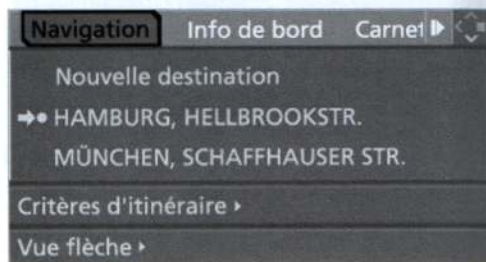 Navigation Info de bord Carnet
Nouvelle destination
HAMBURG, HELLBROOKSTR.
MÜNCHEN, SCHAFFHAUSER STR.
Critères d'itinéraire
Vue flèche